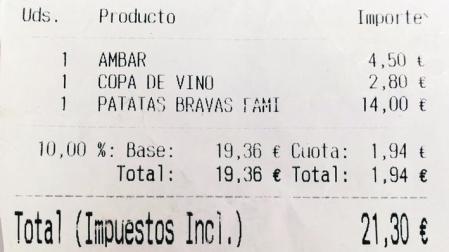 Uds. Producto Importe
1 AMBAR 4,50 €
1 COPA DE VINO 2,80 €
1 PATATAS BRAVAS FAMI 14,00 €
10,00 %: Base: 19,36 € Cuota: 1,94 €
Total: 19,36 € Total: 1,94 €
Total (Impuestos Incl.) 21,30 €